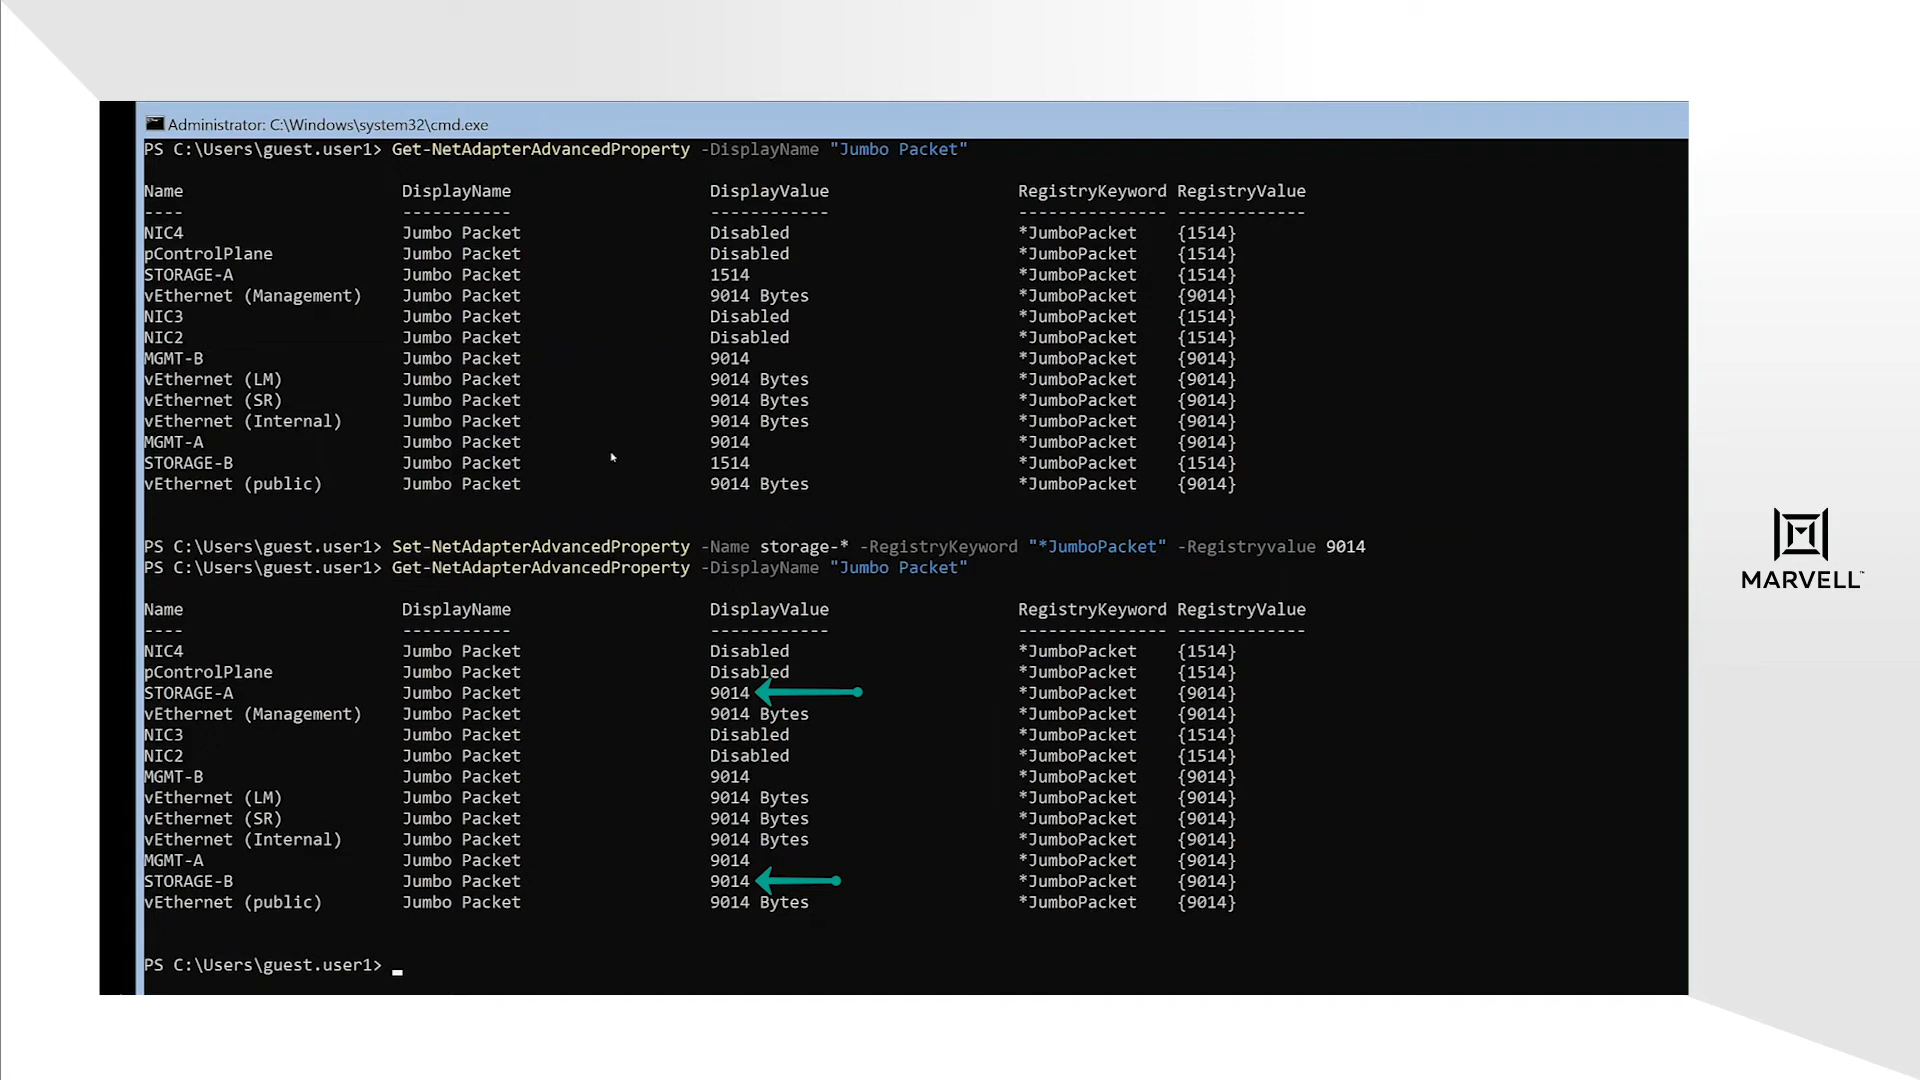 Administrator: C:\Windows\system32\cmd.exe
PS C:\Users\guest.user1> Get-NetAdapterAdvancedProperty -DisplayName "Jumbo Packet"
Name DisplayName DisplayValue RegistryKeyword RegistryValue
---- ----------- ------------ --------------- -------------
NIC4 Jumbo Packet Disabled *JumboPacket {1514}
pControlPlane Jumbo Packet Disabled *JumboPacket {1514}
STORAGE-A Jumbo Packet 1514 *JumboPacket {1514}
vEthernet (Management) Jumbo Packet 9014 Bytes *JumboPacket {9014}
NIC3 Jumbo Packet Disabled *JumboPacket {1514}
NIC2 Jumbo Packet Disabled *JumboPacket {1514}
MGMT-B Jumbo Packet 9014 *JumboPacket {9014}
vEthernet (LM) Jumbo Packet 9014 Bytes *JumboPacket {9014}
vEthernet (SR) Jumbo Packet 9014 Bytes *JumboPacket {9014}
vEthernet (Internal) Jumbo Packet 9014 Bytes *JumboPacket {9014}
MGMT-A Jumbo Packet 9014 *JumboPacket {9014}
STORAGE-B Jumbo Packet 1514 *JumboPacket {1514}
vEthernet (public) Jumbo Packet 9014 Bytes *JumboPacket {9014}
PS C:\Users\guest.user1> Set-NetAdapterAdvancedProperty -Name storage-* -RegistryKeyword "*JumboPacket" -Registryvalue 9014
PS C:\Users\guest.user1> Get-NetAdapterAdvancedProperty -DisplayName "Jumbo Packet"
Name DisplayName DisplayValue RegistryKeyword RegistryValue
---- ----------- ------------ --------------- -------------
NIC4 Jumbo Packet Disabled *JumboPacket {1514}
pControlPlane Jumbo Packet Disabled *JumboPacket {1514}
STORAGE-A Jumbo Packet 9014 *JumboPacket {9014}
vEthernet (Management) Jumbo Packet 9014 Bytes *JumboPacket {9014}
NIC3 Jumbo Packet Disabled *JumboPacket {1514}
NIC2 Jumbo Packet Disabled *JumboPacket {1514}
MGMT-B Jumbo Packet 9014 *JumboPacket {9014}
vEthernet (LM) Jumbo Packet 9014 Bytes *JumboPacket {9014}
vEthernet (SR) Jumbo Packet 9014 Bytes *JumboPacket {9014}
vEthernet (Internal) Jumbo Packet 9014 Bytes *JumboPacket {9014}
MGMT-A Jumbo Packet 9014 *JumboPacket {9014}
STORAGE-B Jumbo Packet 9014 *JumboPacket {9014}
vEthernet (public) Jumbo Packet 9014 Bytes *JumboPacket {9014}
PS C:\Users\guest.user1> _
MARVELL™